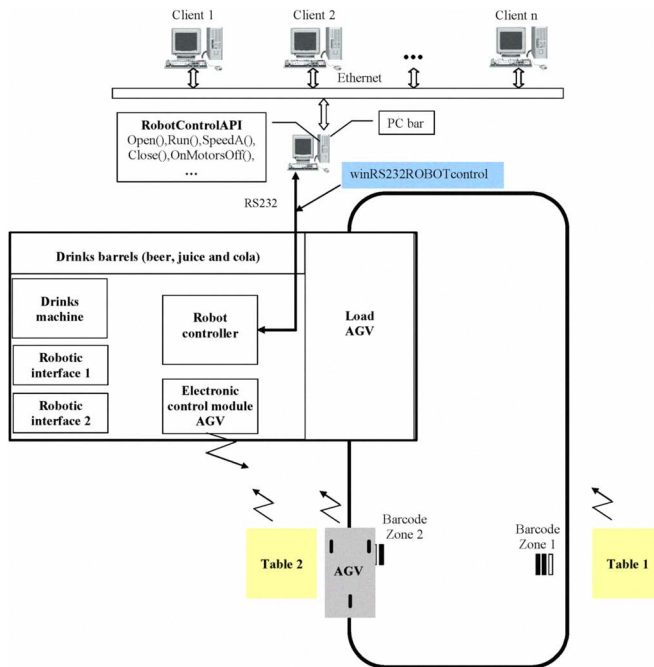 Client 1
Client 2
Client n
...
Ethernet
RobotControlAPI
Open(),Run(),SpeedA(),
Close(),OnMotorsOff(),
...
PC bar
winRS232ROBOTcontrol
RS232
Drinks barrels (beer, juice and cola)
Drinks
machine
Robot
controller
Load
AGV
Robotic
interface 1
Electronic
control module
AGV
Robotic
interface 2
Barcode
Zone 2
Barcode
Zone 1
Table 2
AGV
Table 1